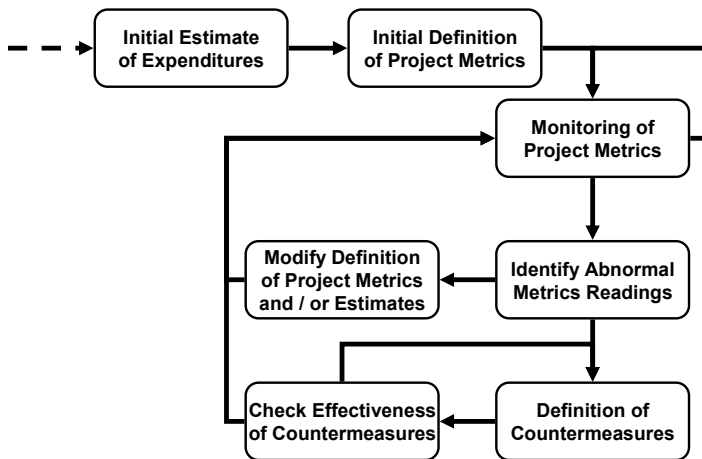 Initial Estimate
of Expenditures
Initial Definition
of Project Metrics
Monitoring of
Project Metrics
Modify Definition
of Project Metrics
and / or Estimates
Identify Abnormal
Metrics Readings
Check Effectiveness
of Countermeasures
Definition of
Countermeasures